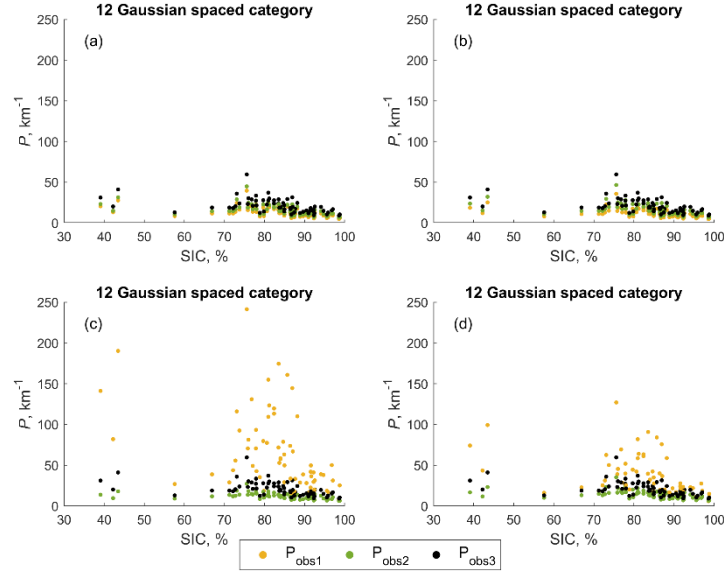 12 Gaussian spaced category
12 Gaussian spaced category
250
(a)
200
150
P, km-1
100
50
0
30 40 50 60 70 80 90 100
SIC, %
250
(b)
200
150
P, km-1
100
50
0
30 40 50 60 70 80 90 100
SIC, %
12 Gaussian spaced category
12 Gaussian spaced category
250
(c)
200
150
P, km-1
100
50
0
30 40 50 60 70 80 90 100
SIC, %
250
(d)
200
150
P, km-1
100
50
0
30 40 50 60 70 80 90 100
SIC, %
Pobs1 Pobs2 Pobs3